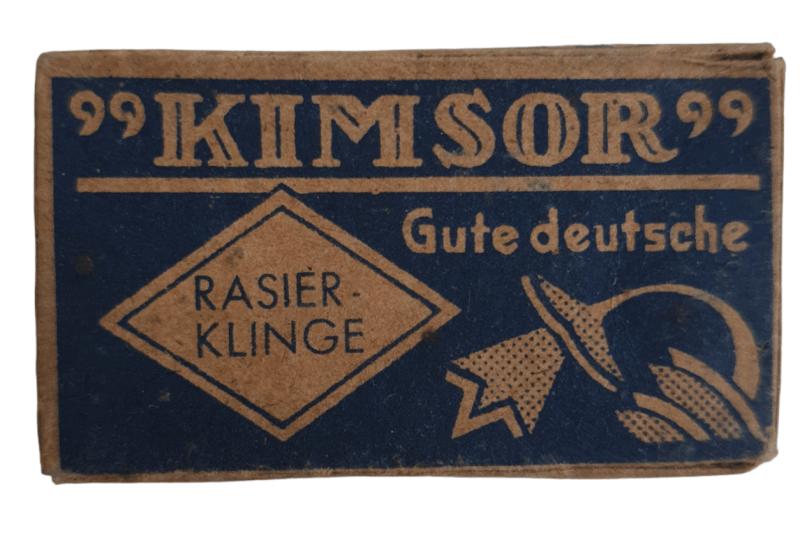 "KIMSOR"
Gute deutsche
RASIER-
KLINGE